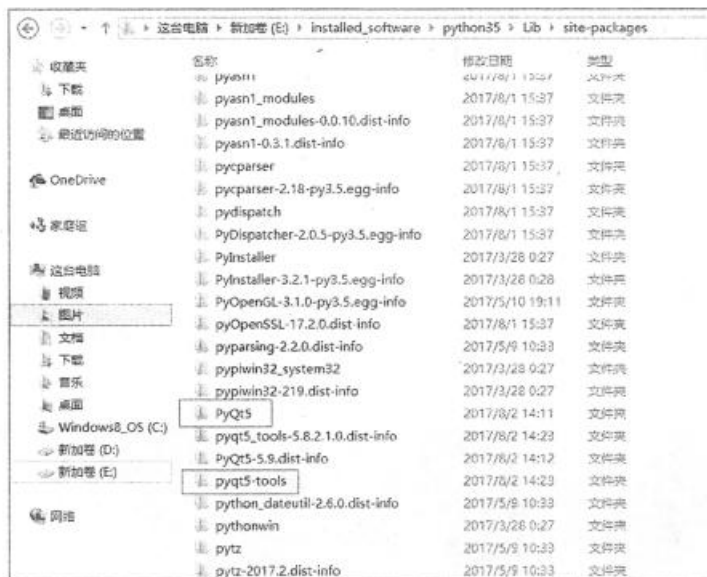 这台电脑 › 新加卷 (E:) › installed_software › python35 › Lib › site-packages
收藏夹
下载
桌面
最近访问的位置
OneDrive
家庭组
这台电脑
视频
图片
文档
下载
音乐
桌面
Windows8_OS (C:)
新加卷 (D:)
新加卷 (E:)
网络
名称 修改日期 类型
pyasn1 2017/8/1 15:37 文件夹
pyasn1_modules 2017/8/1 15:37 文件夹
pyasn1_modules-0.0.10.dist-info 2017/8/1 15:37 文件夹
pyasn1-0.3.1.dist-info 2017/8/1 15:37 文件夹
pycparser 2017/8/1 15:37 文件夹
pycparser-2.18-py3.5.egg-info 2017/8/1 15:37 文件夹
pydispatch 2017/8/1 15:37 文件夹
PyDispatcher-2.0.5-py3.5.egg-info 2017/8/1 15:37 文件夹
PyInstaller 2017/3/28 0:27 文件夹
PyInstaller-3.2.1-py3.5.egg-info 2017/3/28 0:28 文件夹
PyOpenGL-3.1.0-py3.5.egg-info 2017/5/10 19:11 文件夹
pyOpenSSL-17.2.0.dist-info 2017/8/1 15:37 文件夹
pyparsing-2.2.0.dist-info 2017/5/9 10:33 文件夹
pypiwin32_system32 2017/3/28 0:27 文件夹
pypiwin32-219.dist-info 2017/3/28 0:27 文件夹
PyQt5 2017/8/2 14:11 文件夹
pyqt5_tools-5.8.2.1.0.dist-info 2017/8/2 14:23 文件夹
PyQt5-5.9.dist-info 2017/8/2 14:12 文件夹
pyqt5-tools 2017/8/2 14:23 文件夹
python_dateutil-2.6.0.dist-info 2017/5/9 10:33 文件夹
pythonwin 2017/3/28 0:27 文件夹
pytz 2017/5/9 10:33 文件夹
pytz-2017.2.dist-info 2017/5/9 10:33 文件夹